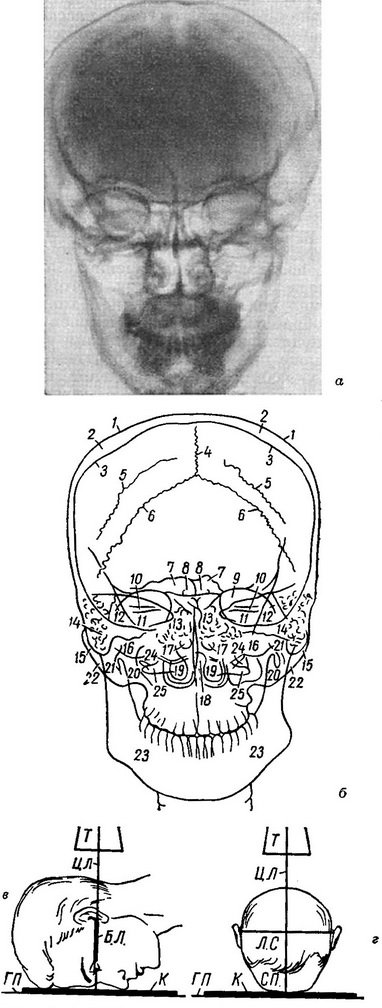 а
1 2 2 1
2 3 4 3
5 5
6 6
7 8 8 7
10 9 10
12 11 13 13 11 12
14 14
15 16 17 17 16 15
21 24 24 21
22 20 19 19 20 22
25 18 25
23 23
б
Т Т
ЦЛ ЦЛ
в г
Б.Л. Л.С
ГП К ГП К СП.